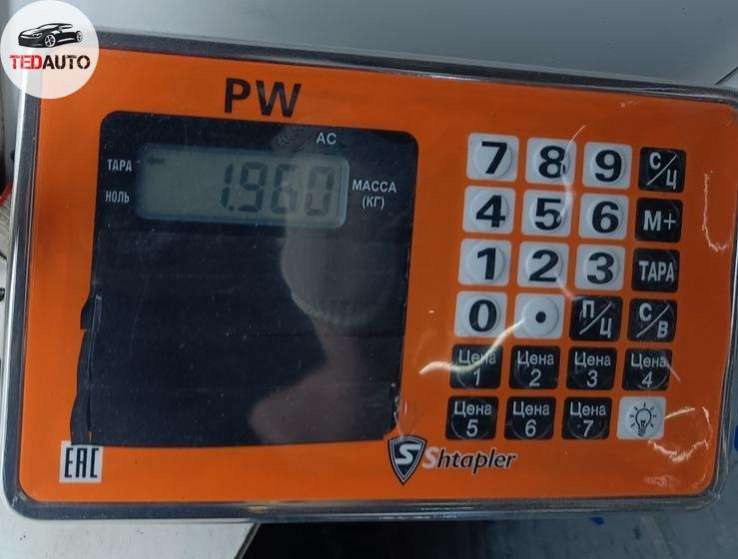 TEDAUTO
PW
AC
ТАРА
1.960
НОЛЬ
МАССА
(КГ)
7 8 9 С/Ц
4 5 6 М+
1 2 3 ТАРА
0 • П/Ц С/В
Цена 1 Цена 2 Цена 3 Цена 4
Цена 5 Цена 6 Цена 7
EAC
Shtapler